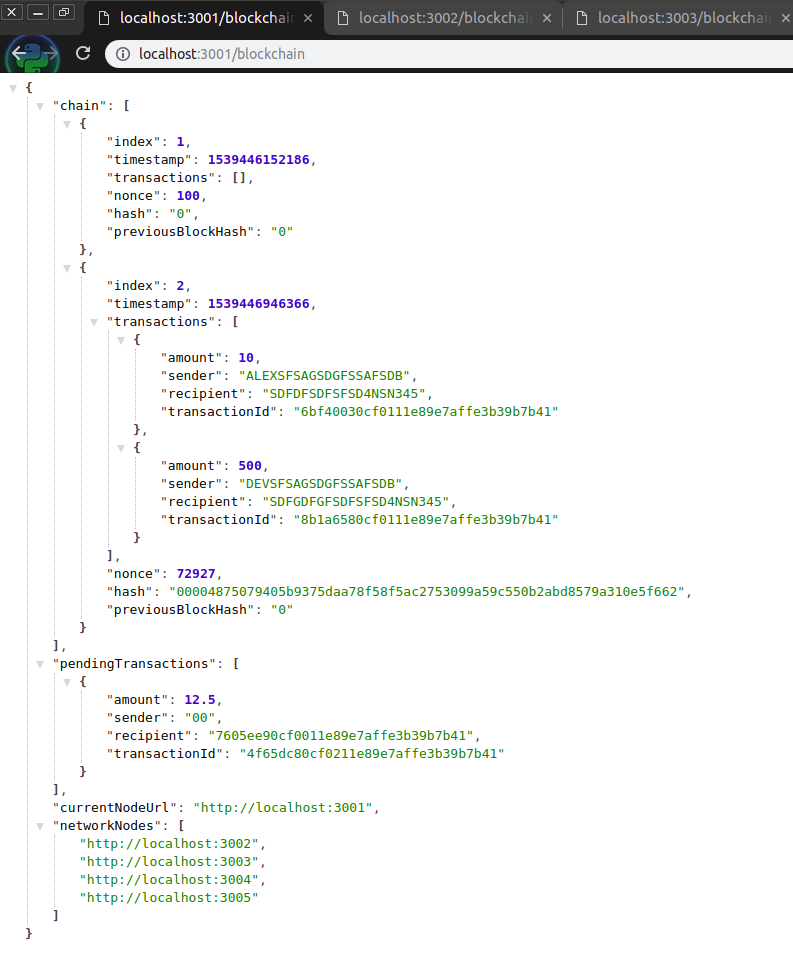 localhost:3001/blockchain
localhost:3002/blockchain
localhost:3003/blockchain
localhost:3001/blockchain
{
"chain": [
{
"index": 1,
"timestamp": 1539446152186,
"transactions": [],
"nonce": 100,
"hash": "0",
"previousBlockHash": "0"
},
{
"index": 2,
"timestamp": 1539446946366,
"transactions": [
{
"amount": 10,
"sender": "ALEXSFSAGSDGFSSAFSDB",
"recipient": "SDFDFSDFSFSD4NSN345",
"transactionId": "6bf40030cf0111e89e7affe3b39b7b41"
},
{
"amount": 500,
"sender": "DEVSFSAGSDGFSSAFSDB",
"recipient": "SDFGDFGFSDFSFSD4NSN345",
"transactionId": "8b1a6580cf0111e89e7affe3b39b7b41"
}
],
"nonce": 72927,
"hash": "00004875079405b9375daa78f58f5ac2753099a59c550b2abd8579a310e5f662",
"previousBlockHash": "0"
}
],
"pendingTransactions": [
{
"amount": 12.5,
"sender": "00",
"recipient": "7605ee90cf0011e89e7affe3b39b7b41",
"transactionId": "4f65dc80cf0211e89e7affe3b39b7b41"
}
],
"currentNodeUrl": "http://localhost:3001",
"networkNodes": [
"http://localhost:3002",
"http://localhost:3003",
"http://localhost:3004",
"http://localhost:3005"
]
}